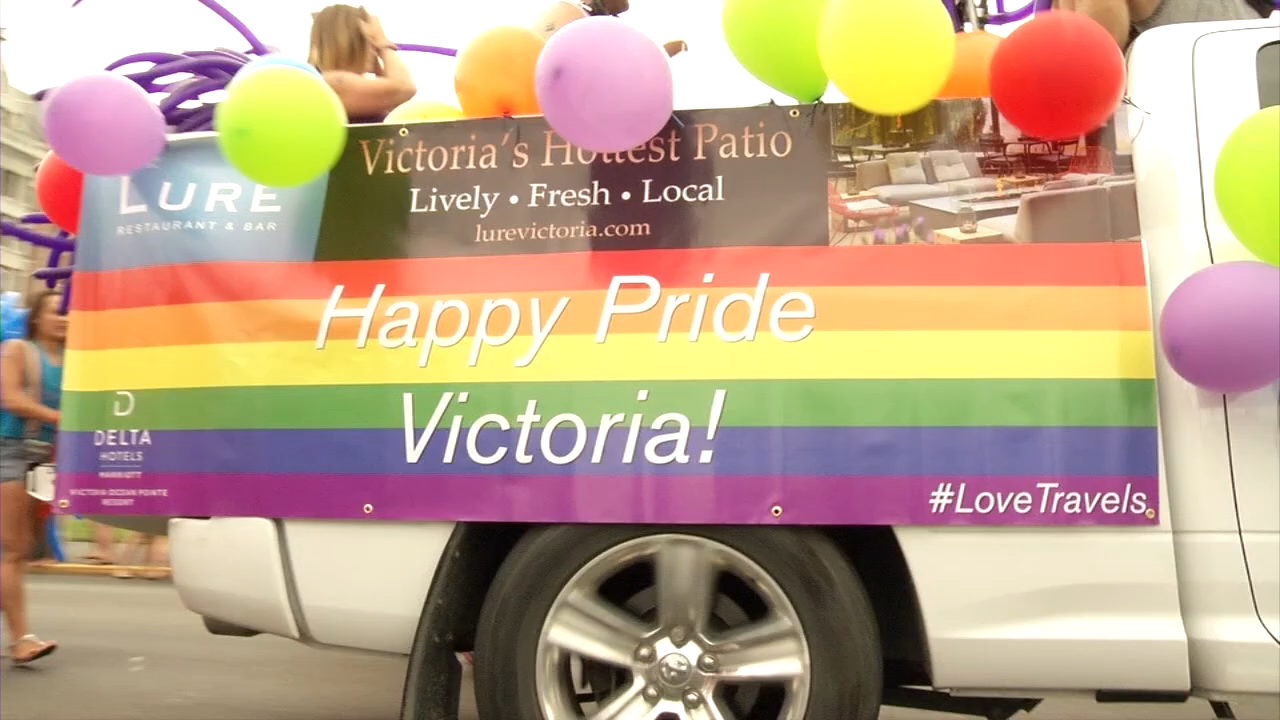 Victoria's Hottest Patio
LURE
RESTAURANT & BAR
Lively • Fresh • Local
lurevictoria.com
Happy Pride
Victoria!
D
DELTA
HOTELS
MARRIOTT
VICTORIA OCEAN POINTE
RESORT
#LoveTravels